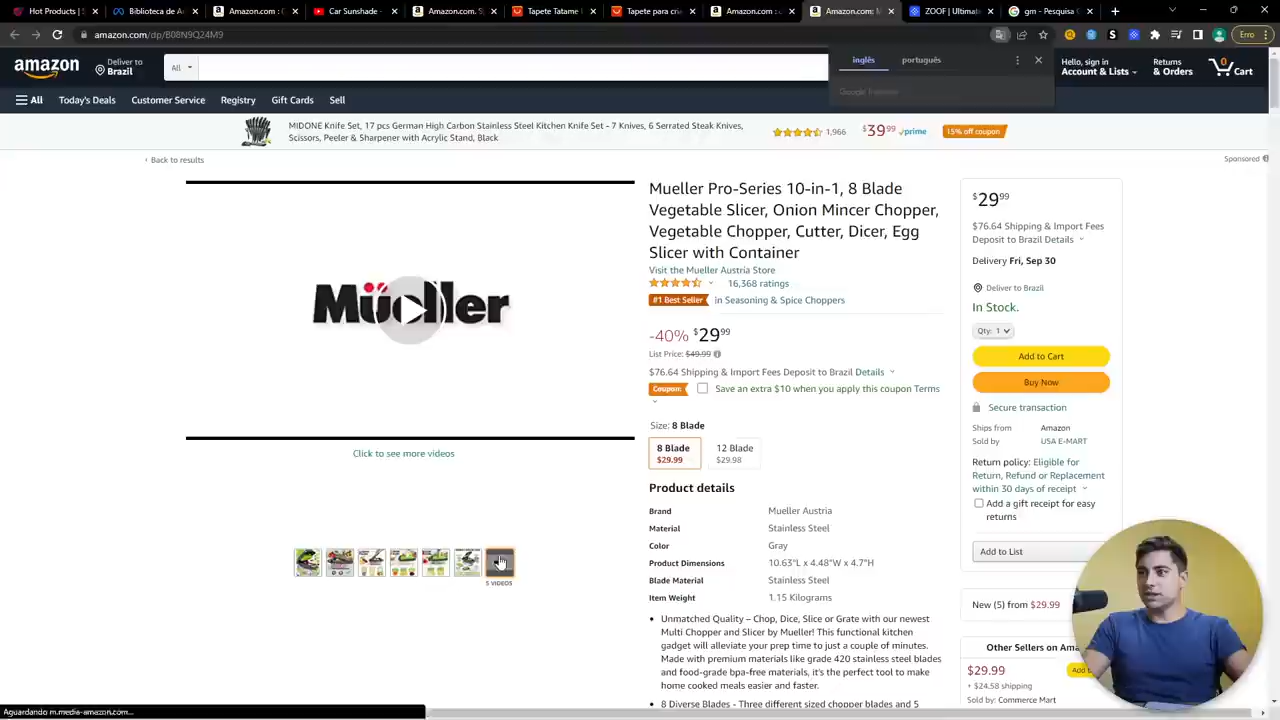 Hot Products |
Biblioteca de A
Car Sunshade -
Amazon.com: S
Tapete Tatame
Tapete para
Amazon.com:
Amazon.com: M
ZOOF | Ultimat
gm - Pesquisa
amazon.com/dp/B08N9Q24M9
Erro
amazon
Deliver to
Brazil
All
inglês
português
Google Translate
Hello, sign in
Account & Lists
Returns
& Orders
0
Cart
All
Today's Deals
Customer Service
Registry
Gift Cards
Sell
MIDONE Knife Set, 17 pcs German High Carbon Stainless Steel Kitchen Knife Set - 7 Knives, 6 Serrated Steak Knives,
Scissors, Peeler & Sharpener with Acrylic Stand, Black
1,966
$39.99
prime
15% off coupon
‹ Back to results
Sponsored
Müeller
Click to see more videos
5 VIDEOS
Mueller Pro-Series 10-in-1, 8 Blade
Vegetable Slicer, Onion Mincer Chopper,
Vegetable Chopper, Cutter, Dicer, Egg
Slicer with Container
Visit the Mueller Austria Store
16,368 ratings
#1 Best Seller in Seasoning & Spice Choppers
-40% $29.99
List Price: $49.99
$76.64 Shipping & Import Fees Deposit to Brazil Details
Coupon: Save an extra $10 when you apply this coupon Terms
Size: 8 Blade
8 Blade
$29.99
12 Blade
$29.98
Product details
Brand Mueller Austria
Material Stainless Steel
Color Gray
Product Dimensions 10.63"L x 4.48"W x 4.7"H
Blade Material Stainless Steel
Item Weight 1.15 Kilograms
• Unmatched Quality – Chop, Dice, Slice or Grate with our newest
Multi Chopper and Slicer by Mueller! This functional kitchen
gadget will alleviate your prep time to just a couple of minutes.
Made with premium materials like grade 420 stainless steel blades
and food-grade bpa-free materials, it's the perfect tool to make
home cooked meals easier and faster.
• 8 Diverse Blades - Three different sized chopper blades and 5
$29.99
$76.64 Shipping & Import Fees
Deposit to Brazil Details
Delivery Fri, Sep 30
Deliver to Brazil
In Stock.
Qty: 1
Add to Cart
Buy Now
Secure transaction
Ships from Amazon
Sold by USA E-MART
Return policy: Eligible for
Return, Refund or Replacement
within 30 days of receipt
Add a gift receipt for easy
returns
Add to List
New (5) from $29.99
Other Sellers on Ama
$29.99
Add t
+ $24.58 shipping
Sold by: Commerce Mart
Aguardando m.media-amazon.com...